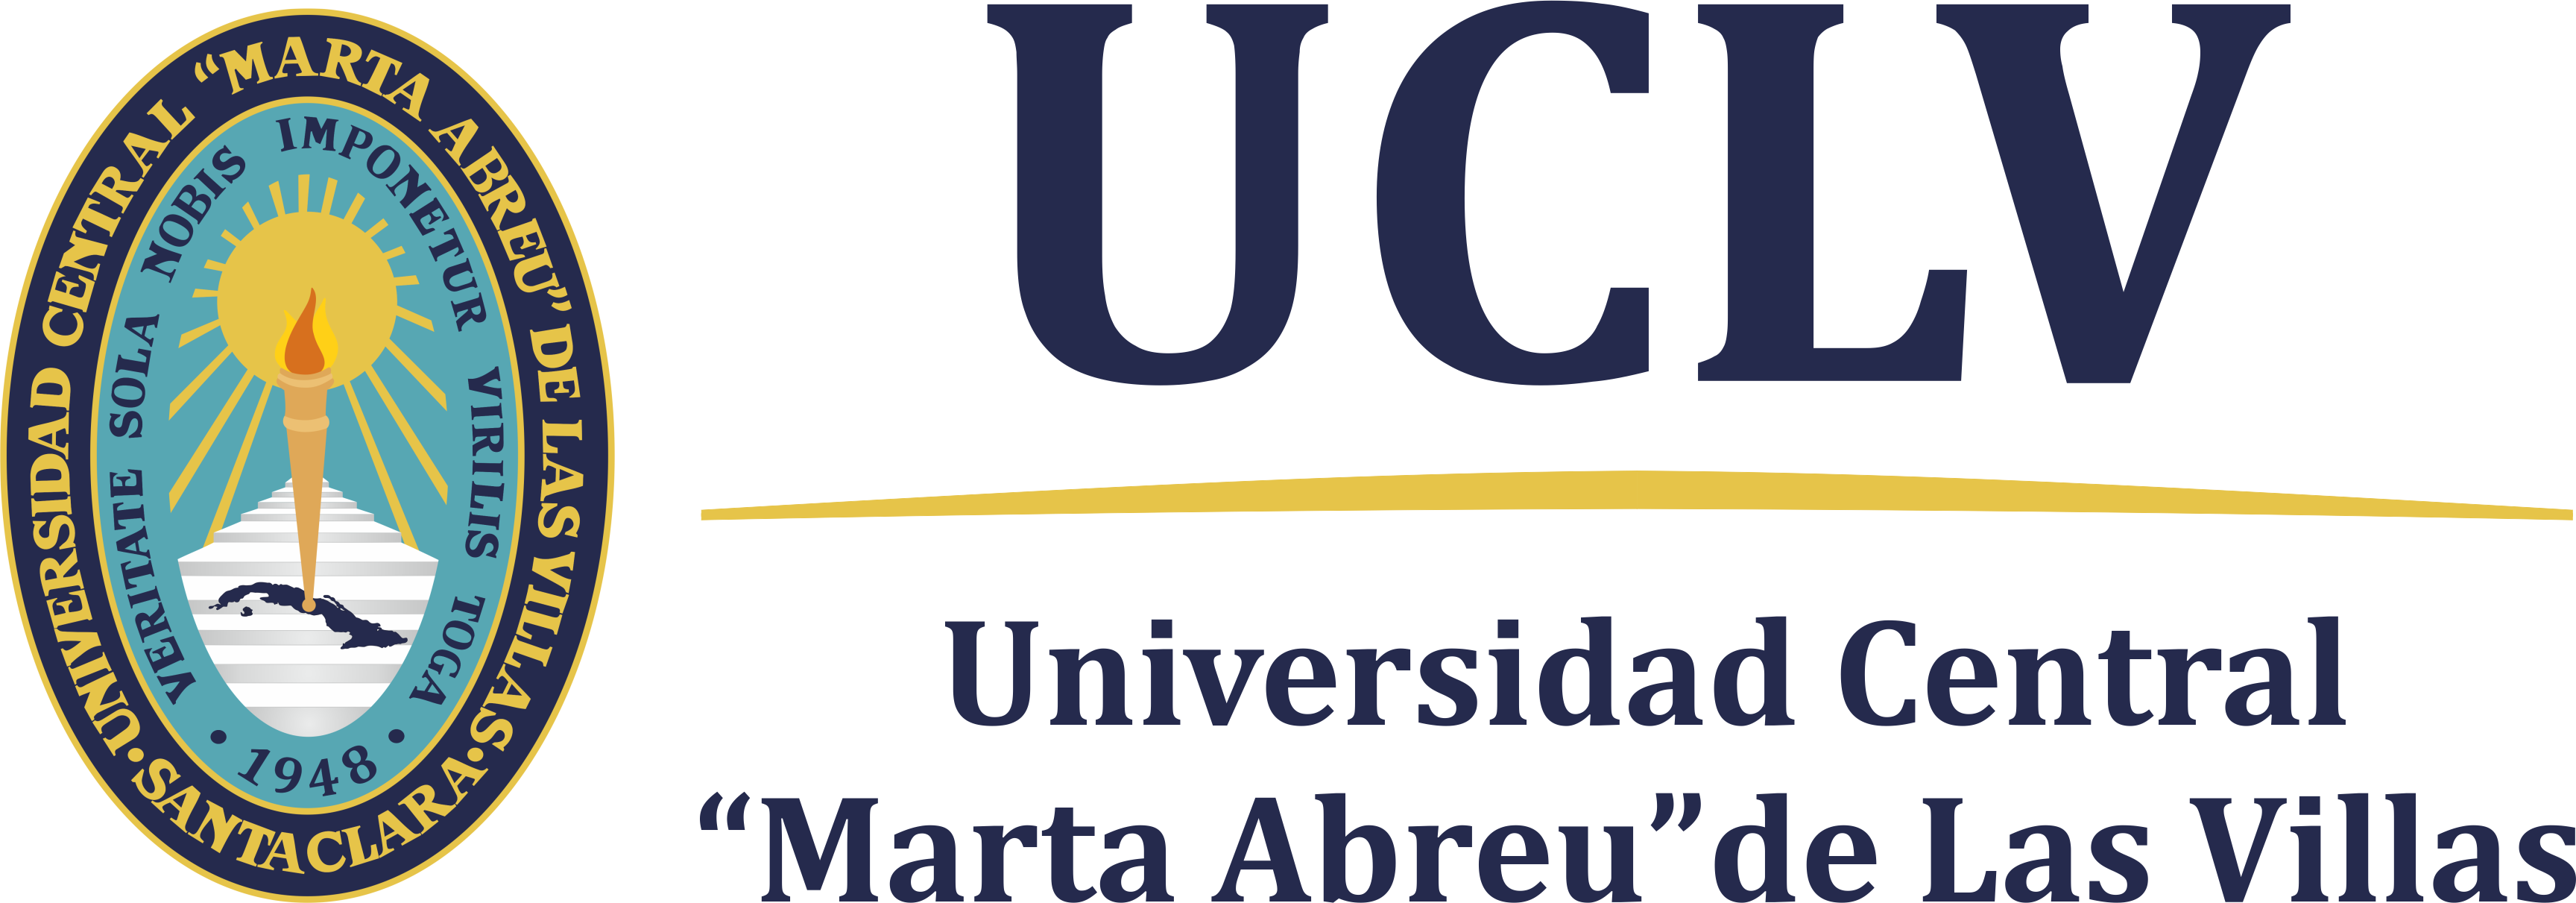 UNIVERSIDAD CENTRAL “MARTA ABREU” DE LAS VILLAS
SANTA CLARA
VERITATE SOLA NOBIS IMPONETUR VIRILIS TOGA
1948
UCLV
Universidad Central
“Marta Abreu” de Las Villas